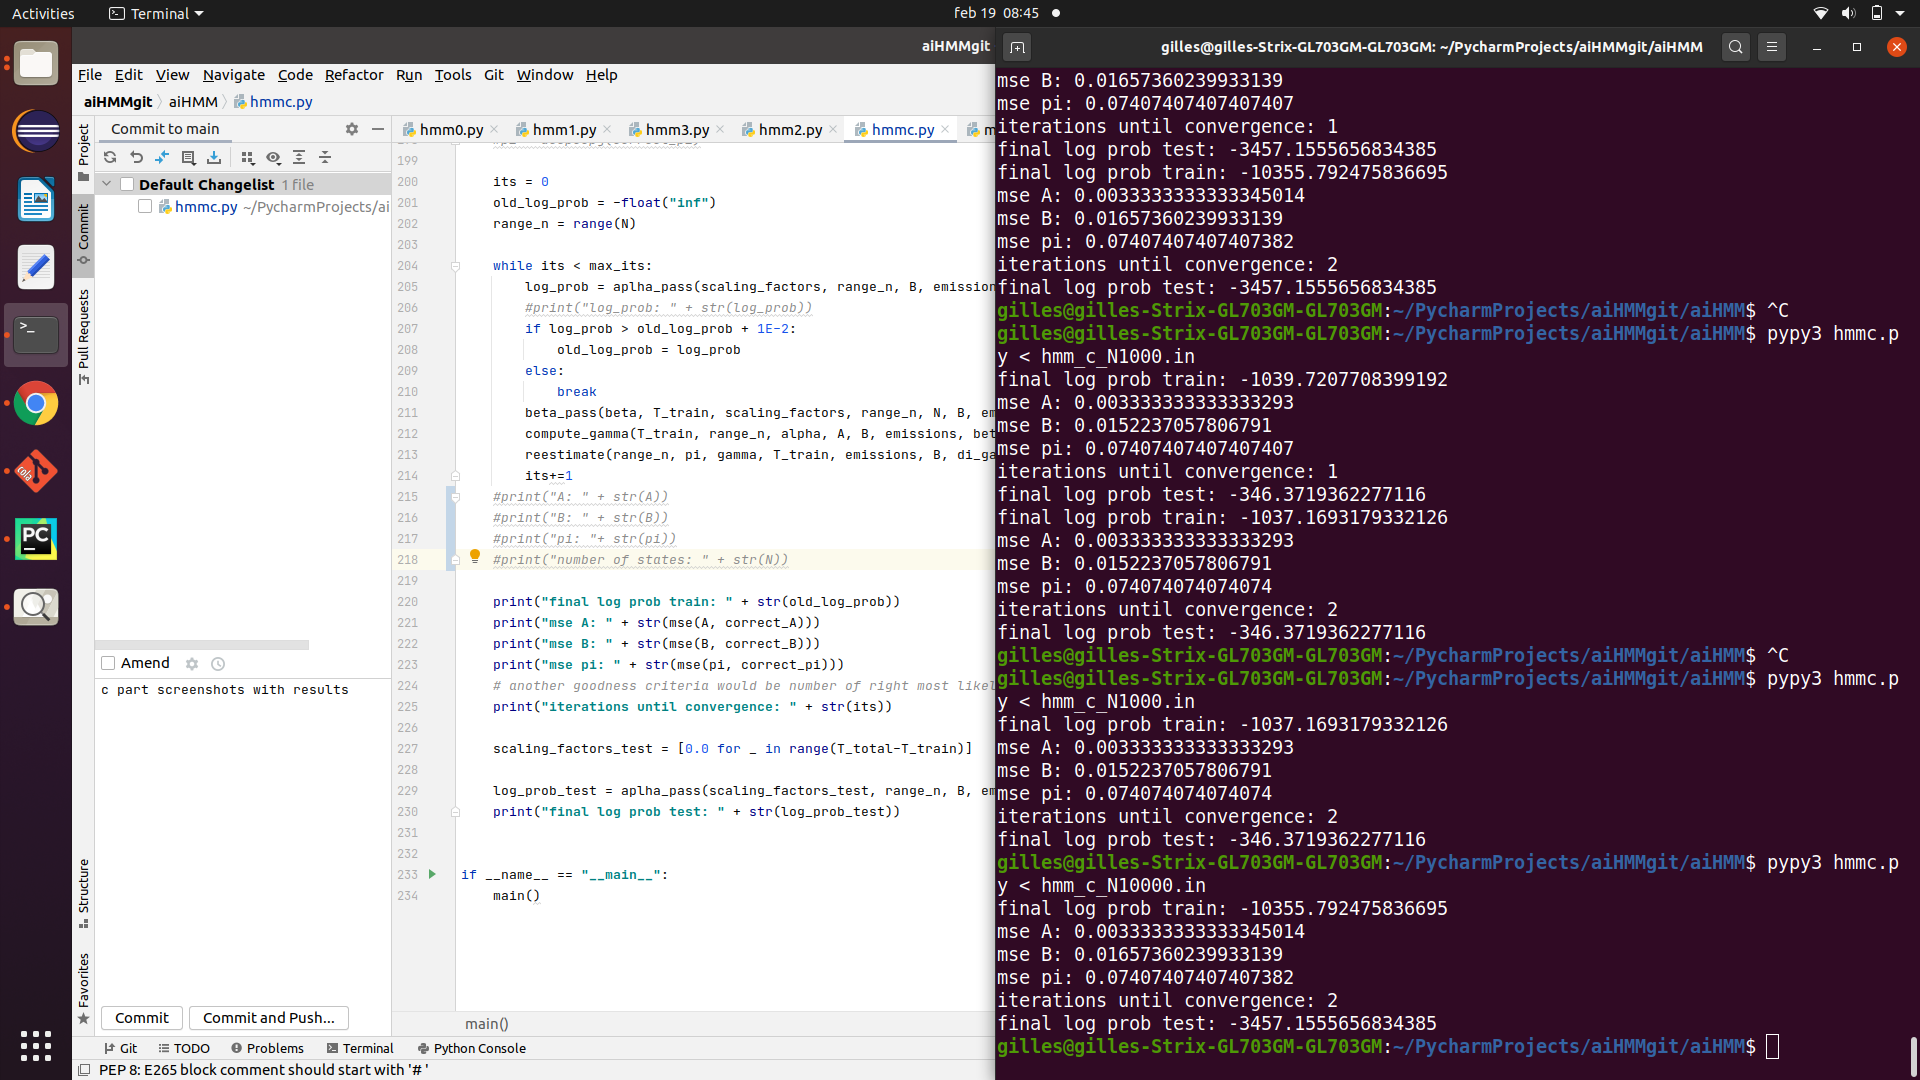 Activities
Terminal
feb 19 08:45
aiHMMgit
File Edit View Navigate Code Refactor Run Tools Git Window Help
aiHMMgit aiHMM hmmc.py
Project
Commit
Pull Requests
Structure
Favorites
Commit to main
Default Changelist 1 file
hmmc.py ~/PycharmProjects/ai
Amend
c part screenshots with results
Commit
Commit and Push...
hmm0.py hmm1.py hmm3.py hmm2.py hmmc.py m
199
200 its = 0
201 old_log_prob = -float("inf")
202 range_n = range(N)
203
204 while its < max_its:
205 log_prob = aplha_pass(scaling_factors, range_n, B, emission
206 #print("log_prob: " + str(log_prob))
207 if log_prob > old_log_prob + 1E-2:
208 old_log_prob = log_prob
209 else:
210 break
211 beta_pass(beta, T_train, scaling_factors, range_n, N, B, em
212 compute_gamma(T_train, range_n, alpha, A, B, emissions, bet
213 reestimate(range_n, pi, gamma, T_train, emissions, B, di_ga
214 its+=1
215 #print("A: " + str(A))
216 #print("B: " + str(B))
217 #print("pi: "+ str(pi))
218 #print("number of states: " + str(N))
219
220 print("final log prob train: " + str(old_log_prob))
221 print("mse A: " + str(mse(A, correct_A)))
222 print("mse B: " + str(mse(B, correct_B)))
223 print("mse pi: " + str(mse(pi, correct_pi)))
224 # another goodness criteria would be number of right most likel
225 print("iterations until convergence: " + str(its))
226
227 scaling_factors_test = [0.0 for _ in range(T_total-T_train)]
228
229 log_prob_test = aplha_pass(scaling_factors_test, range_n, B, em
230 print("final log prob test: " + str(log_prob_test))
231
232
233 if __name__ == "__main__":
234 main()
main()
Git TODO Problems Terminal Python Console
PEP 8: E265 block comment should start with '# '
gilles@gilles-Strix-GL703GM-GL703GM: ~/PycharmProjects/aiHMMgit/aiHMM
mse B: 0.01657360239933139
mse pi: 0.07407407407407407
iterations until convergence: 1
final log prob test: -3457.1555656834385
final log prob train: -10355.792475836695
mse A: 0.0033333333333345014
mse B: 0.01657360239933139
mse pi: 0.07407407407407382
iterations until convergence: 2
final log prob test: -3457.1555656834385
gilles@gilles-Strix-GL703GM-GL703GM:~/PycharmProjects/aiHMMgit/aiHMM$ ^C
gilles@gilles-Strix-GL703GM-GL703GM:~/PycharmProjects/aiHMMgit/aiHMM$ pypy3 hmmc.p
y < hmm_c_N1000.in
final log prob train: -1039.7207708399192
mse A: 0.003333333333333293
mse B: 0.0152237057806791
mse pi: 0.07407407407407407
iterations until convergence: 1
final log prob test: -346.3719362277116
final log prob train: -1037.1693179332126
mse A: 0.003333333333333293
mse B: 0.0152237057806791
mse pi: 0.074074074074074
iterations until convergence: 2
final log prob test: -346.3719362277116
gilles@gilles-Strix-GL703GM-GL703GM:~/PycharmProjects/aiHMMgit/aiHMM$ ^C
gilles@gilles-Strix-GL703GM-GL703GM:~/PycharmProjects/aiHMMgit/aiHMM$ pypy3 hmmc.p
y < hmm_c_N1000.in
final log prob train: -1037.1693179332126
mse A: 0.003333333333333293
mse B: 0.0152237057806791
mse pi: 0.074074074074074
iterations until convergence: 2
final log prob test: -346.3719362277116
gilles@gilles-Strix-GL703GM-GL703GM:~/PycharmProjects/aiHMMgit/aiHMM$ pypy3 hmmc.p
y < hmm_c_N10000.in
final log prob train: -10355.792475836695
mse A: 0.0033333333333345014
mse B: 0.01657360239933139
mse pi: 0.07407407407407382
iterations until convergence: 2
final log prob test: -3457.1555656834385
gilles@gilles-Strix-GL703GM-GL703GM:~/PycharmProjects/aiHMMgit/aiHMM$